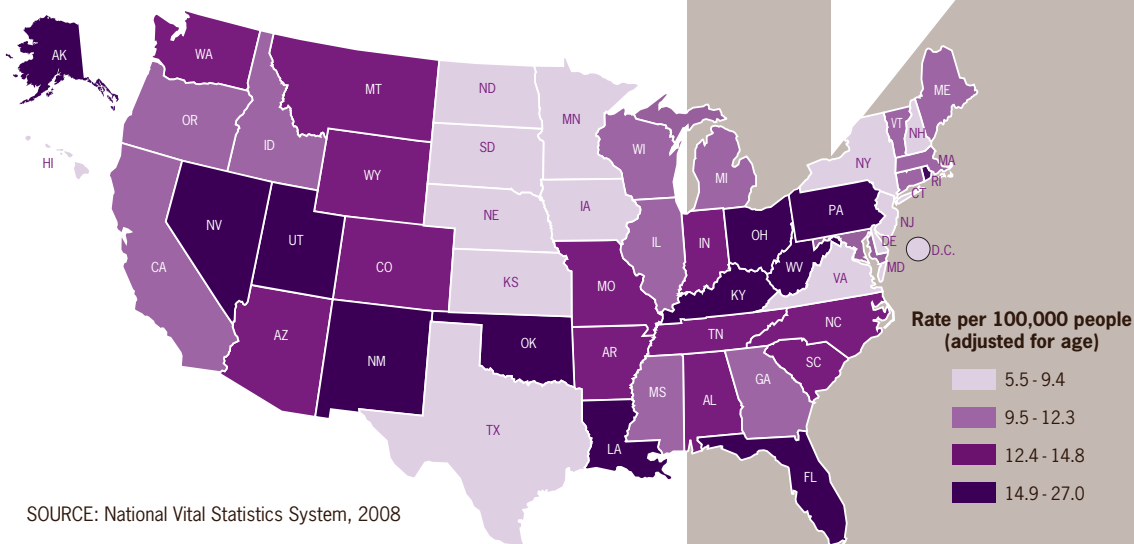 AK
WA
MT
ND
MN
ME
OR
ID
SD
WI
VT
NH
HI
WY
NE
IA
MI
NY
MA
RI
CT
NV
UT
CO
KS
IL
IN
OH
PA
NJ
DE
D.C.
MD
CA
MO
KY
WV
VA
AZ
NM
OK
AR
TN
NC
SC
TX
LA
MS
AL
GA
FL
Rate per 100,000 people
(adjusted for age)
5.5 - 9.4
9.5 - 12.3
12.4 - 14.8
14.9 - 27.0
SOURCE: National Vital Statistics System, 2008